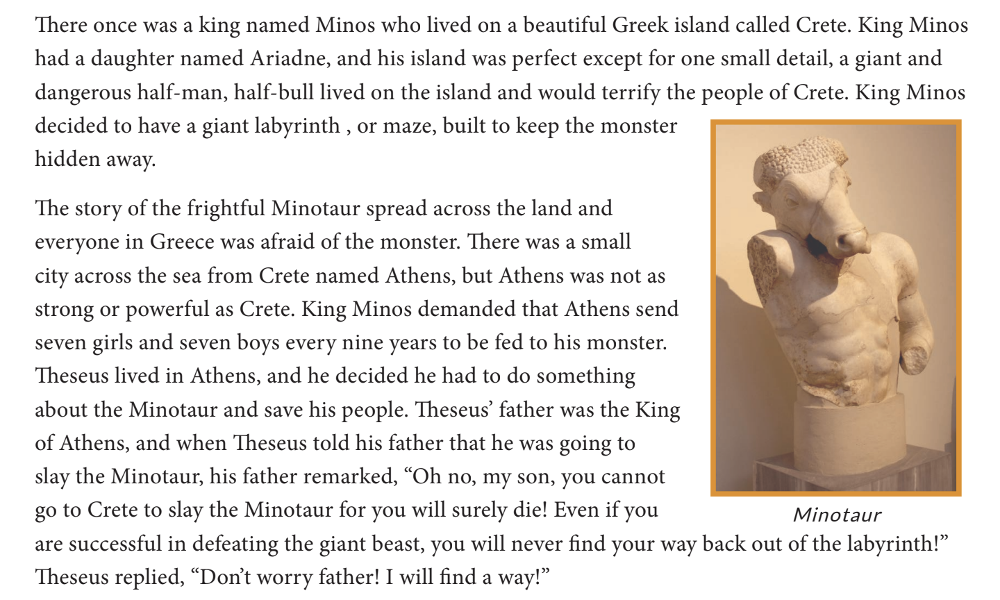 There once was a king named Minos who lived on a beautiful Greek island called Crete. King Minos
had a daughter named Ariadne, and his island was perfect except for one small detail, a giant and
dangerous half-man, half-bull lived on the island and would terrify the people of Crete. King Minos
decided to have a giant labyrinth , or maze, built to keep the monster
hidden away.
The story of the frightful Minotaur spread across the land and
everyone in Greece was afraid of the monster. There was a small
city across the sea from Crete named Athens, but Athens was not as
strong or powerful as Crete. King Minos demanded that Athens send
seven girls and seven boys every nine years to be fed to his monster.
Theseus lived in Athens, and he decided he had to do something
about the Minotaur and save his people. Theseus’ father was the King
of Athens, and when Theseus told his father that he was going to
slay the Minotaur, his father remarked, “Oh no, my son, you cannot
go to Crete to slay the Minotaur for you will surely die! Even if you
are successful in defeating the giant beast, you will never find your way back out of the labyrinth!”
Theseus replied, “Don’t worry father! I will find a way!”
Minotaur